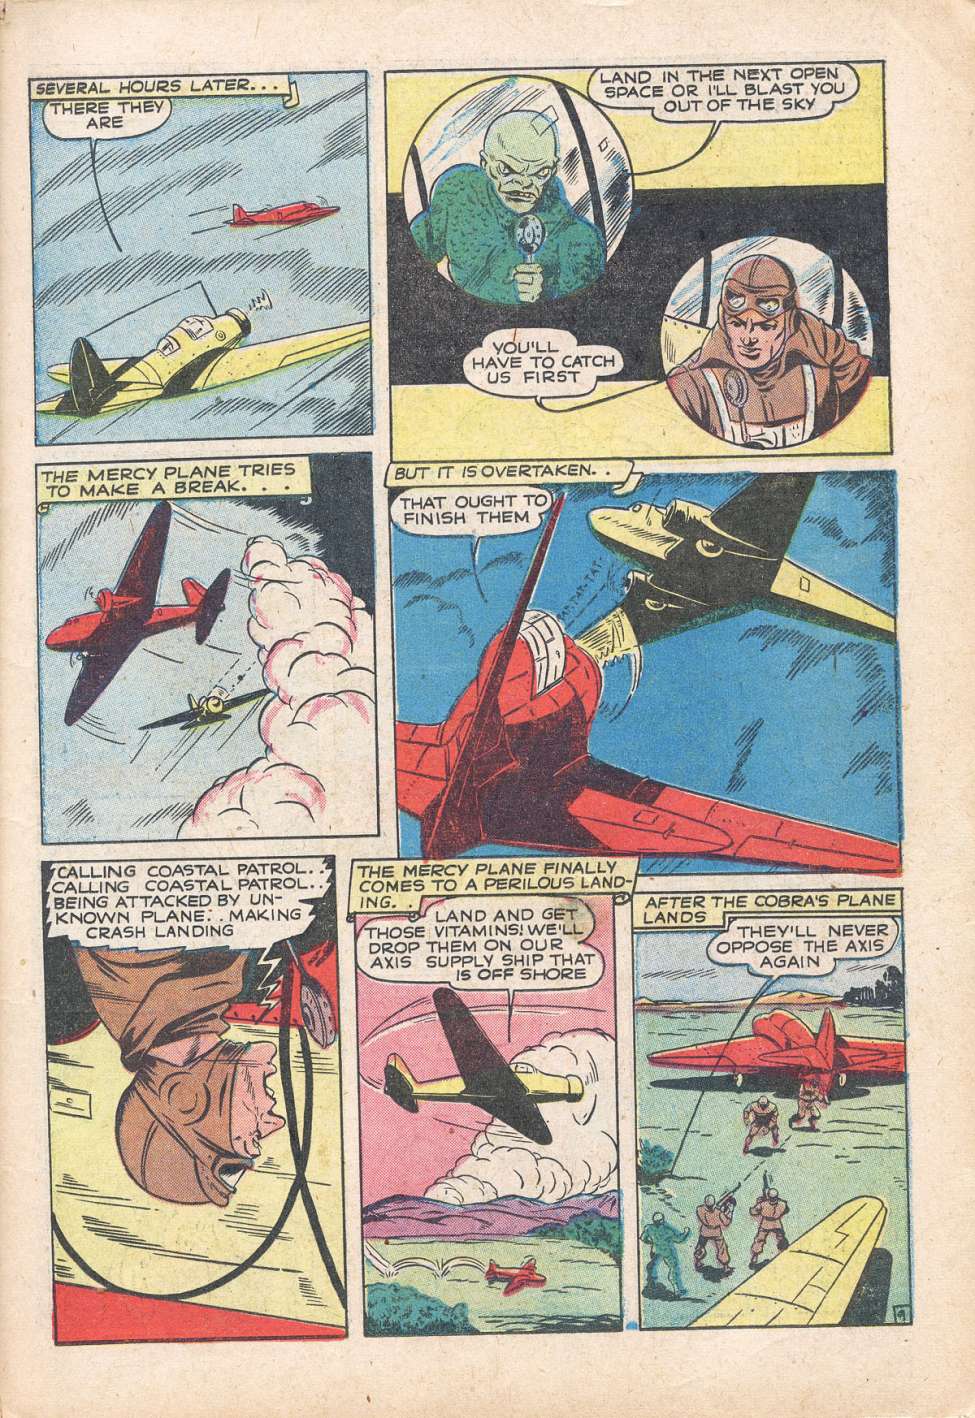 SEVERAL HOURS LATER...
THERE THEY
ARE
LAND IN THE NEXT OPEN
SPACE OR I'LL BLAST YOU
OUT OF THE SKY
YOU'LL
HAVE TO CATCH
US FIRST
THE MERCY PLANE TRIES
TO MAKE A BREAK. . . .
BUT IT IS OVERTAKEN. .
THAT OUGHT TO
FINISH THEM
RAT-TAT-TAT
CALLING COASTAL PATROL..
CALLING COASTAL PATROL..
BEING ATTACKED BY UN-
KNOWN PLANE... MAKING
CRASH LANDING
THE MERCY PLANE FINALLY
COMES TO A PERILOUS LAND-
ING. .
LAND AND GET
THOSE VITAMINS! WE'LL
DROP THEM ON OUR
AXIS SUPPLY SHIP THAT
IS OFF SHORE
AFTER THE COBRA'S PLANE
LANDS
THEY'LL NEVER
OPPOSE THE AXIS
AGAIN
9